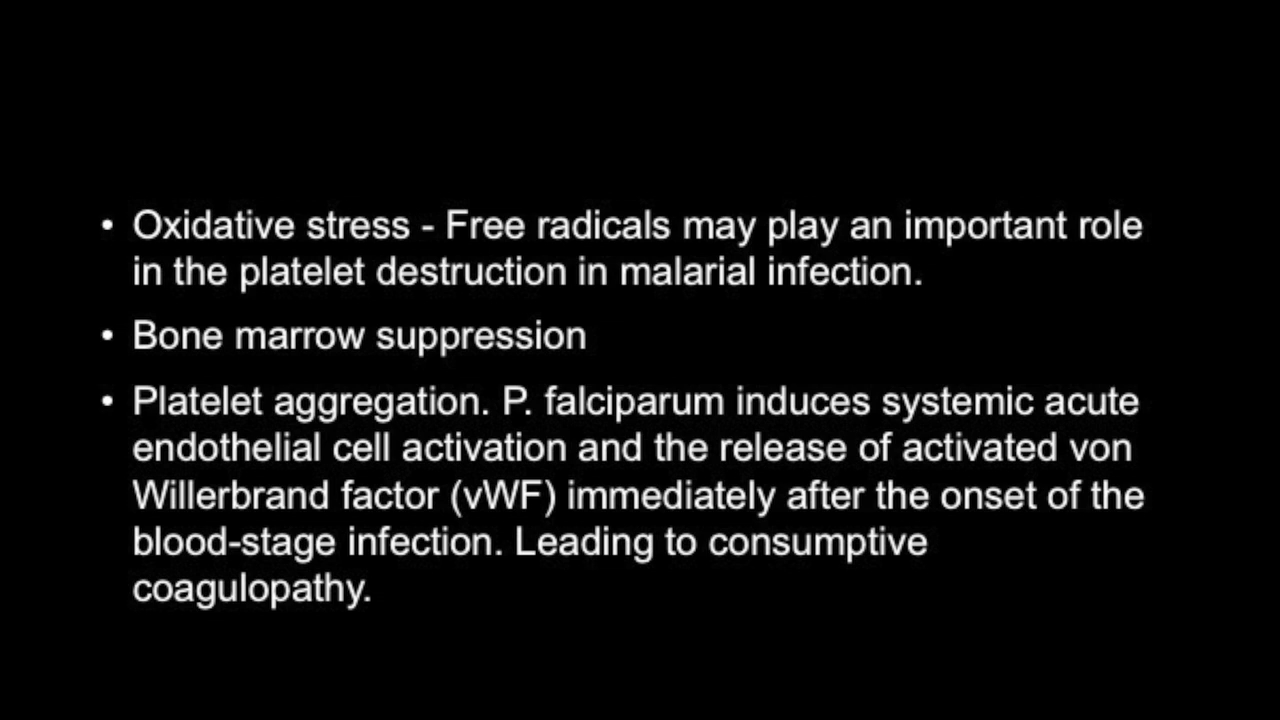 • Oxidative stress - Free radicals may play an important role
in the platelet destruction in malarial infection.
• Bone marrow suppression
• Platelet aggregation. P. falciparum induces systemic acute
endothelial cell activation and the release of activated von
Willerbrand factor (vWF) immediately after the onset of the
blood-stage infection. Leading to consumptive
coagulopathy.